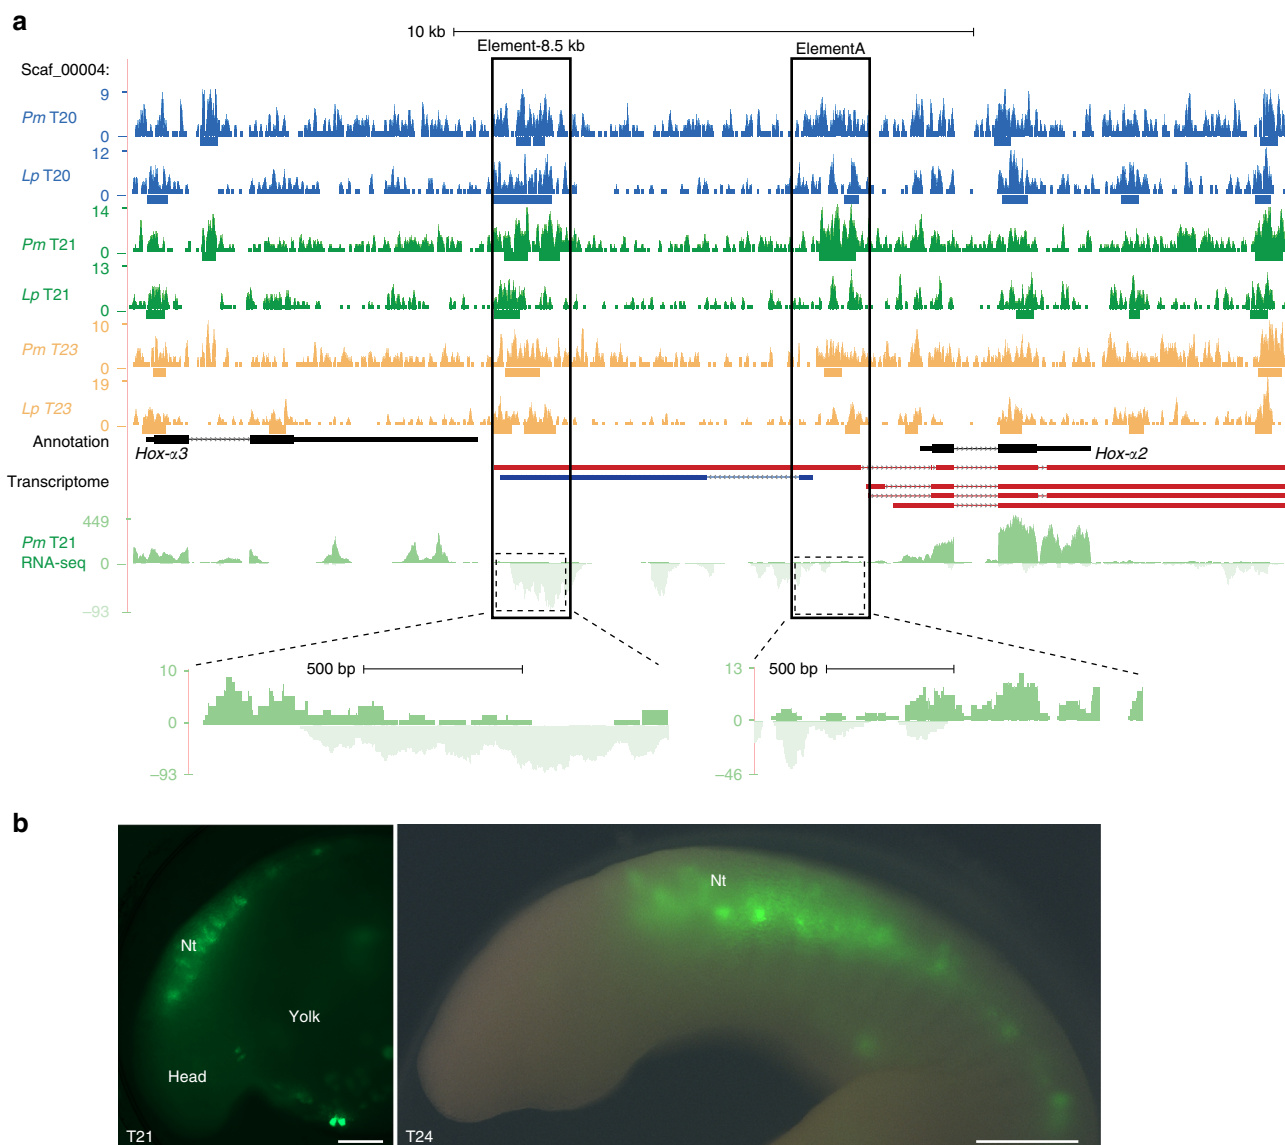 a
10 kb
Element-8.5 kb
ElementA
Scaf_00004:
9
Pm T20
0
12
Lp T20
0
14
Pm T21
0
13
Lp T21
0
10
Pm T23
0
19
Lp T23
0
Annotation
Hox-α3
Hox-α2
Transcriptome
449
Pm T21
RNA-seq
0
−93
10
500 bp
0
−93
13
500 bp
0
−46
b
Nt
Yolk
Head
T21
Nt
T24